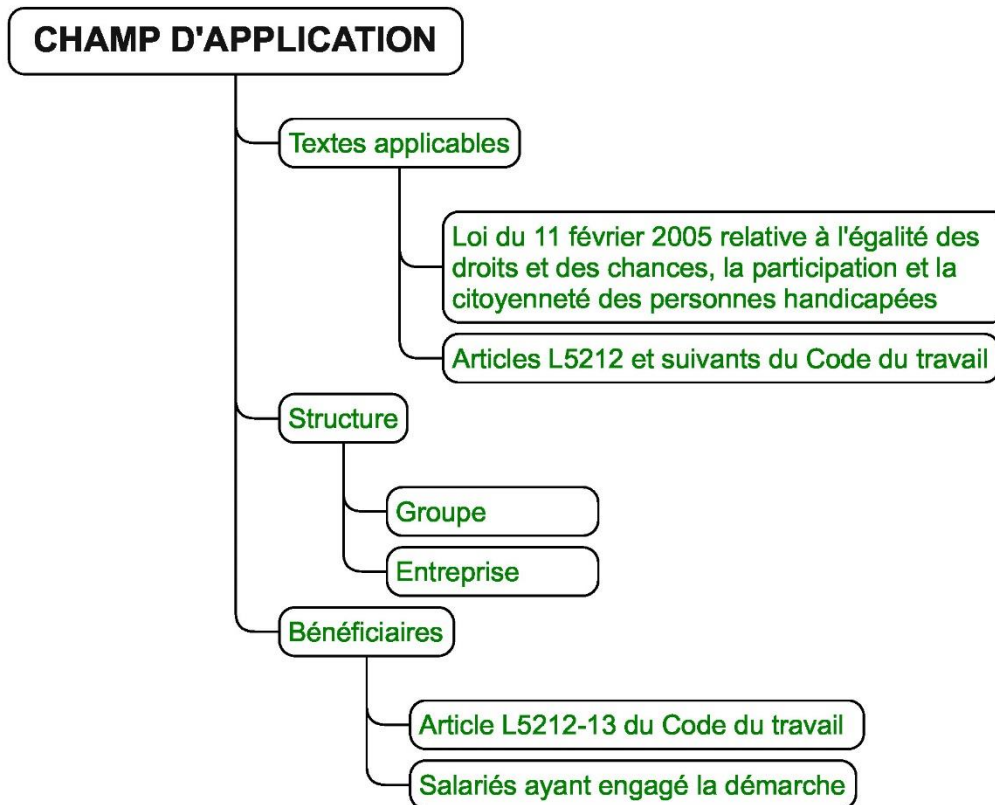 CHAMP D'APPLICATION
Textes applicables
Loi du 11 février 2005 relative à l'égalité des
droits et des chances, la participation et la
citoyenneté des personnes handicapées
Articles L5212 et suivants du Code du travail
Structure
Groupe
Entreprise
Bénéficiaires
Article L5212-13 du Code du travail
Salariés ayant engagé la démarche